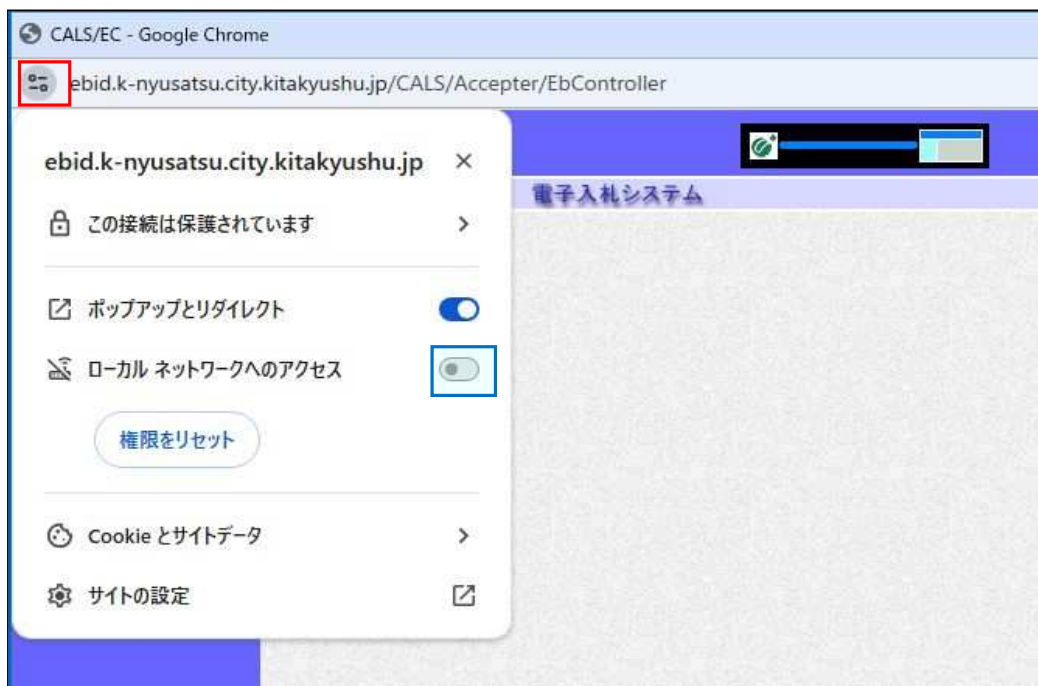 CALS/EC - Google Chrome
ebid.k-nyusatsu.city.kitakyushu.jp/CALS/Accepter/EbController
ebid.k-nyusatsu.city.kitakyushu.jp
電子入札システム
この接続は保護されています
ポップアップとリダイレクト
ローカル ネットワークへのアクセス
権限をリセット
Cookie とサイトデータ
サイトの設定